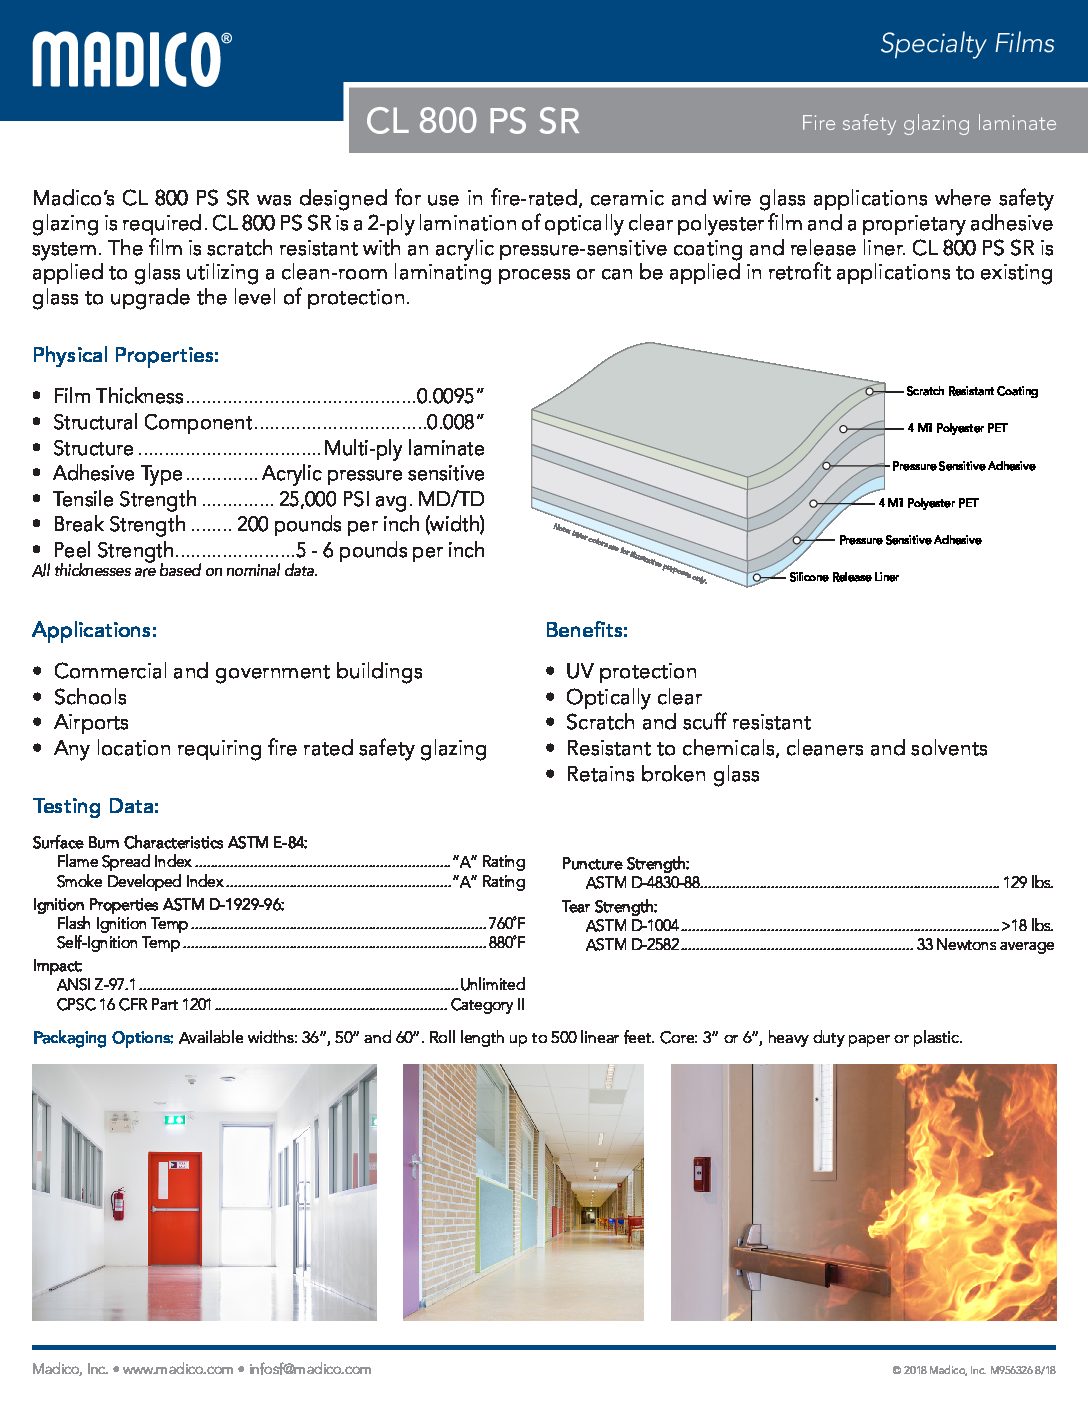 MADICO®
Specialty Films
CL 800 PS SR
Fire safety glazing laminate
Madico's CL 800 PS SR was designed for use in fire-rated, ceramic and wire glass applications where safety
glazing is required. CL 800 PS SR is a 2-ply lamination of optically clear polyester film and a proprietary adhesive
system. The film is scratch resistant with an acrylic pressure-sensitive coating and release liner. CL 800 PS SR is
applied to glass utilizing a clean-room laminating process or can be applied in retrofit applications to existing
glass to upgrade the level of protection.
Physical Properties:
• Film Thickness............................................0.0095"
• Structural Component.................................0.008"
• Structure ...................................Multi-ply laminate
• Adhesive Type..............Acrylic pressure sensitive
• Tensile Strength .............. 25,000 PSI avg. MD/TD
• Break Strength ........ 200 pounds per inch (width)
• Peel Strength.......................5 - 6 pounds per inch
All thicknesses are based on nominal data.
Scratch Resistant Coating
4 Mil Polyester PET
Pressure Sensitive Adhesive
4 Mil Polyester PET
Pressure Sensitive Adhesive
Silicone Release Liner
Note: layer colors are for illustrative purposes only.
Applications:
• Commercial and government buildings
• Schools
• Airports
• Any location requiring fire rated safety glazing
Benefits:
• UV protection
• Optically clear
• Scratch and scuff resistant
• Resistant to chemicals, cleaners and solvents
• Retains broken glass
Testing Data:
Surface Burn Characteristics ASTM E-84:
Flame Spread Index ..............................."A" Rating
Smoke Developed Index..............................."A" Rating
Ignition Properties ASTM D-1929-96:
Flash Ignition Temp ...............................760˚F
Self-Ignition Temp ...............................880˚F
Impact:
ANSI Z-97.1 ...............................Unlimited
CPSC 16 CFR Part 1201............................... Category II
Puncture Strength:
ASTM D-4830-88............................... 129 lbs.
Tear Strength:
ASTM D-1004 ...............................>18 lbs.
ASTM D-2582............................... 33 Newtons average
Packaging Options: Available widths: 36", 50" and 60". Roll length up to 500 linear feet. Core: 3" or 6", heavy duty paper or plastic.
Madico, Inc. • www.madico.com • infosf@madico.com
© 2018 Madico, Inc. M956326 8/18